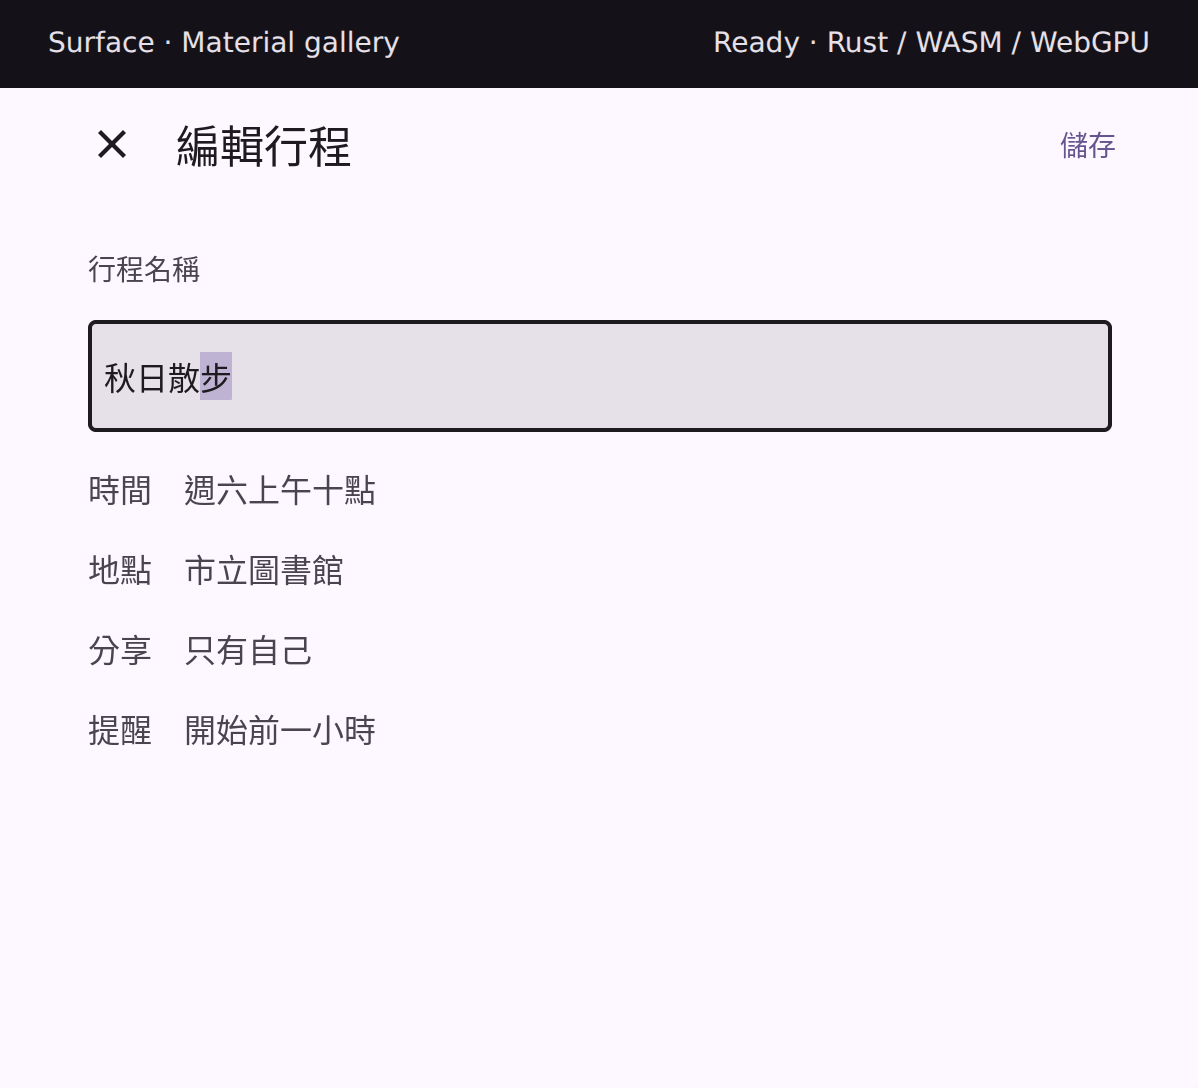 Surface · Material gallery
Ready · Rust / WASM / WebGPU
編輯行程
儲存
行程名稱
秋日散步
時間　週六上午十點
地點　市立圖書館
分享　只有自己
提醒　開始前一小時